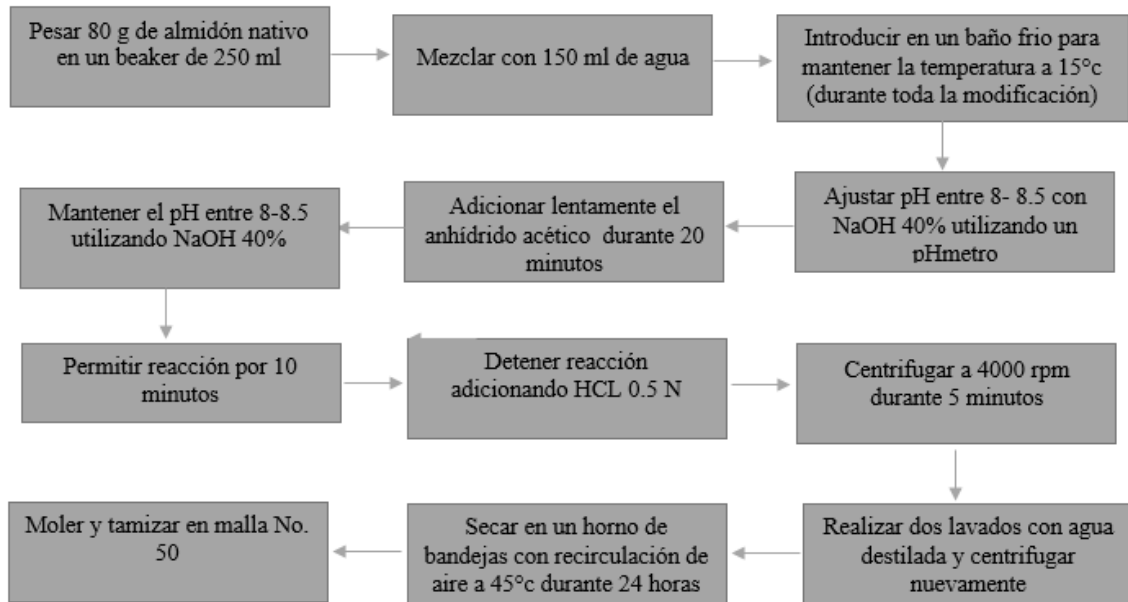 Pesar 80 g de almidón nativo
en un beaker de 250 ml
Mezclar con 150 ml de agua
Introducir en un baño frio para
mantener la temperatura a 15°c
(durante toda la modificación)
Ajustar pH entre 8- 8.5 con
NaOH 40% utilizando un
pHmetro
Adicionar lentamente el
anhídrido acético durante 20
minutos
Mantener el pH entre 8-8.5
utilizando NaOH 40%
Permitir reacción por 10
minutos
Detener reacción
adicionando HCL 0.5 N
Centrifugar a 4000 rpm
durante 5 minutos
Realizar dos lavados con agua
destilada y centrifugar
nuevamente
Secar en un horno de
bandejas con recirculación de
aire a 45°c durante 24 horas
Moler y tamizar en malla No.
50